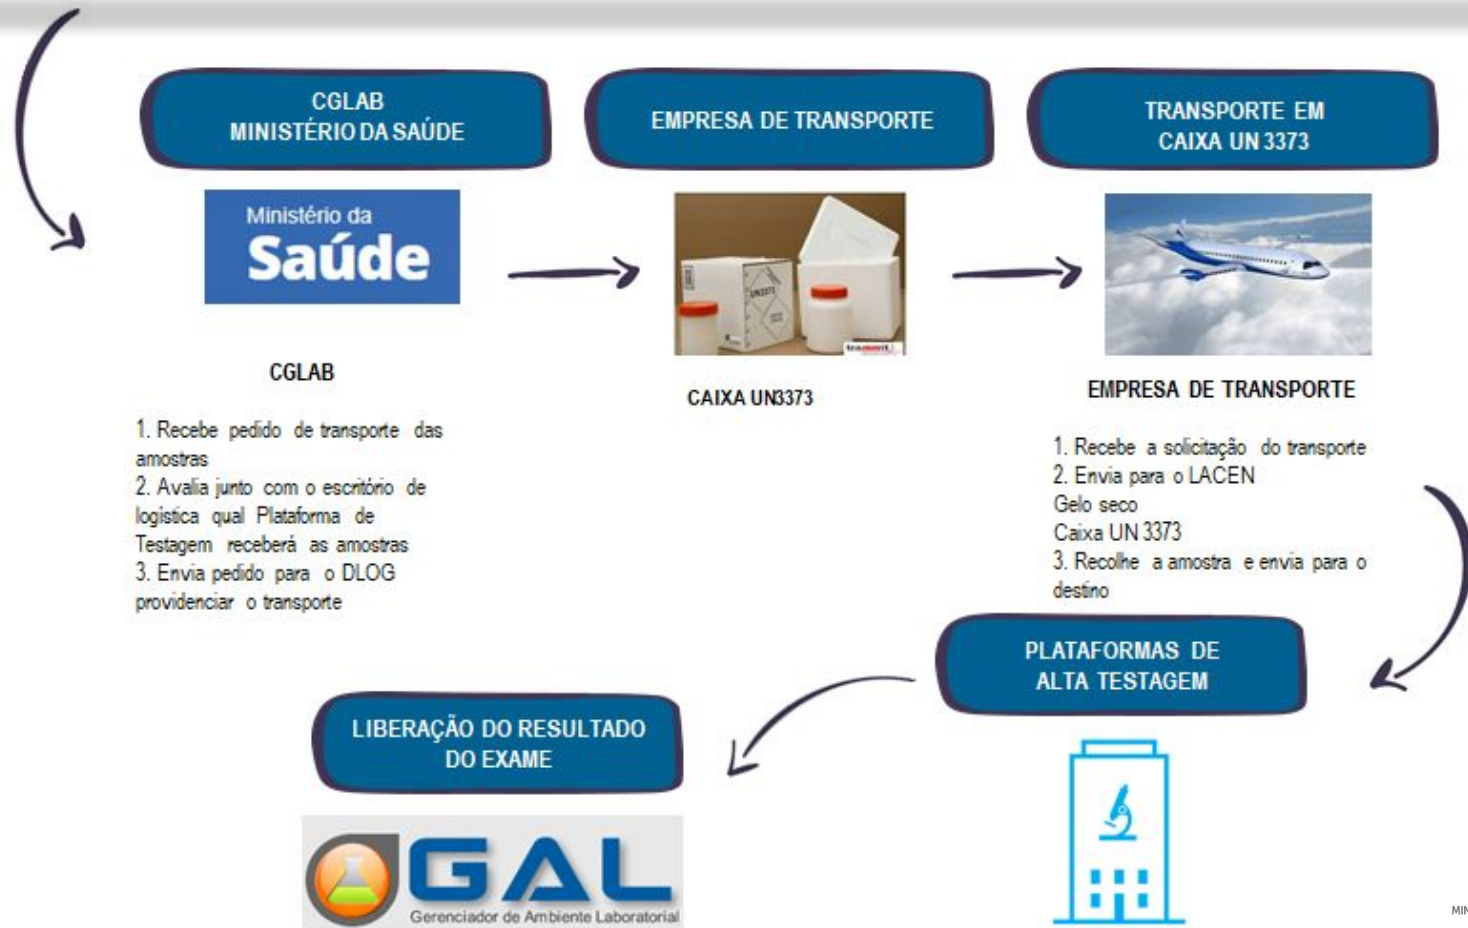 CGLAB
MINISTÉRIO DA SAÚDE
EMPRESA DE TRANSPORTE
TRANSPORTE EM
CAIXA UN 3373
Ministério da
Saúde
UN3373
CGLAB
CAIXA UN3373
EMPRESA DE TRANSPORTE
1. Recebe pedido de transporte das
amostras
2. Avalia junto com o escritório de
logística qual Plataforma de
Testagem receberá as amostras
3. Envia pedido para o DLOG
providenciar o transporte
1. Recebe a solicitação do transporte
2. Envia para o LACEN
Gelo seco
Caixa UN 3373
3. Recolhe a amostra e envia para o
destino
PLATAFORMAS DE
ALTA TESTAGEM
LIBERAÇÃO DO RESULTADO
DO EXAME
GAL
Gerenciador de Ambiente Laboratorial
MIN